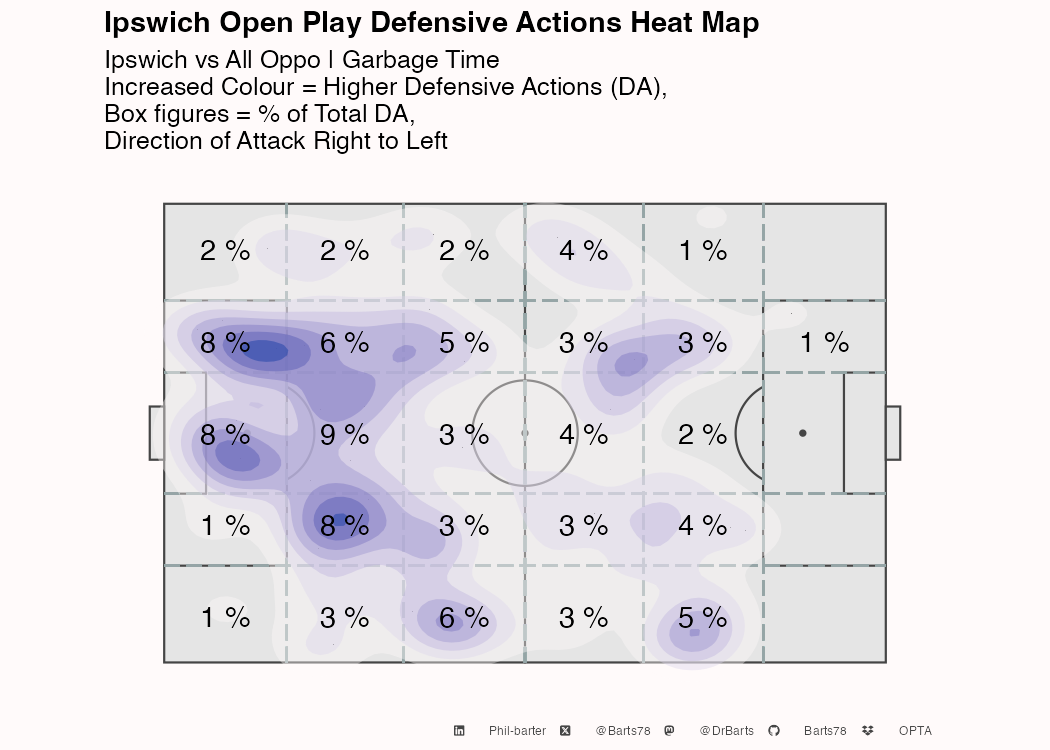 Ipswich Open Play Defensive Actions Heat Map
Ipswich vs All Oppo | Garbage Time
Increased Colour = Higher Defensive Actions (DA),
Box figures = % of Total DA,
Direction of Attack Right to Left
2 % 2 % 2 % 4 % 1 %
8 % 6 % 5 % 3 % 3 % 1 %
8 % 9 % 3 % 4 % 2 %
1 % 8 % 3 % 3 % 4 %
1 % 3 % 6 % 3 % 5 %
Phil-barter @Barts78 @DrBarts Barts78 OPTA